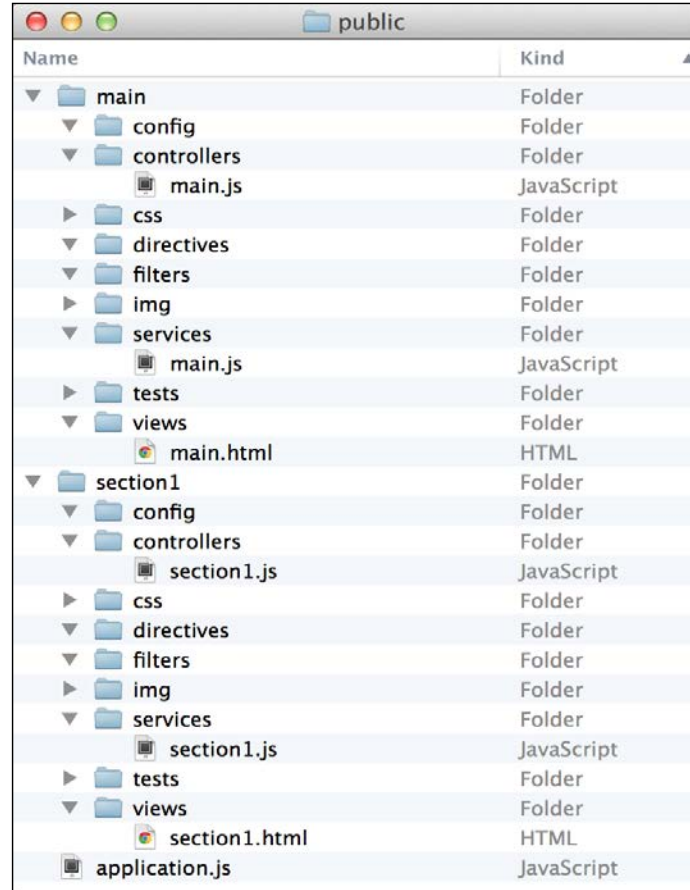 public
Name Kind
main Folder
config Folder
controllers Folder
main.js JavaScript
css Folder
directives Folder
filters Folder
img Folder
services Folder
main.js JavaScript
tests Folder
views Folder
main.html HTML
section1 Folder
config Folder
controllers Folder
section1.js JavaScript
css Folder
directives Folder
filters Folder
img Folder
services Folder
section1.js JavaScript
tests Folder
views Folder
section1.html HTML
application.js JavaScript